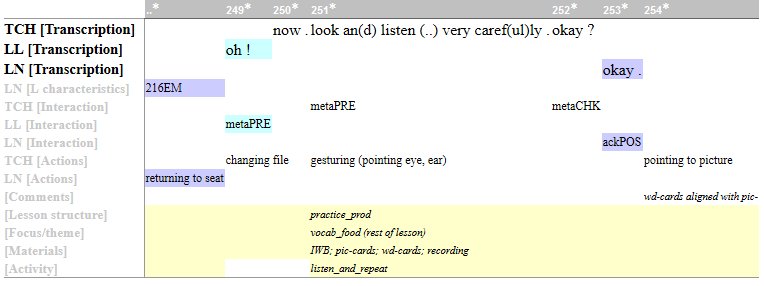 ..* 249* 250* 251* 252* 253* 254*
TCH [Transcription] now . look an(d) listen (..) very caref(ul)ly . okay ?
LL [Transcription] oh !
LN [Transcription] okay .
LN [L characteristics] 216EM
TCH [Interaction] metaPRE metaCHK
LL [Interaction] metaPRE
LN [Interaction] ackPOS
TCH [Actions] changing file gesturing (pointing eye, ear) pointing to picture
LN [Actions] returning to seat
[Comments] wd-cards aligned with pic-
[Lesson structure] practice_prod
[Focus/theme] vocab_food (rest of lesson)
[Materials] IWB; pic-cards; wd-cards; recording
[Activity] listen_and_repeat